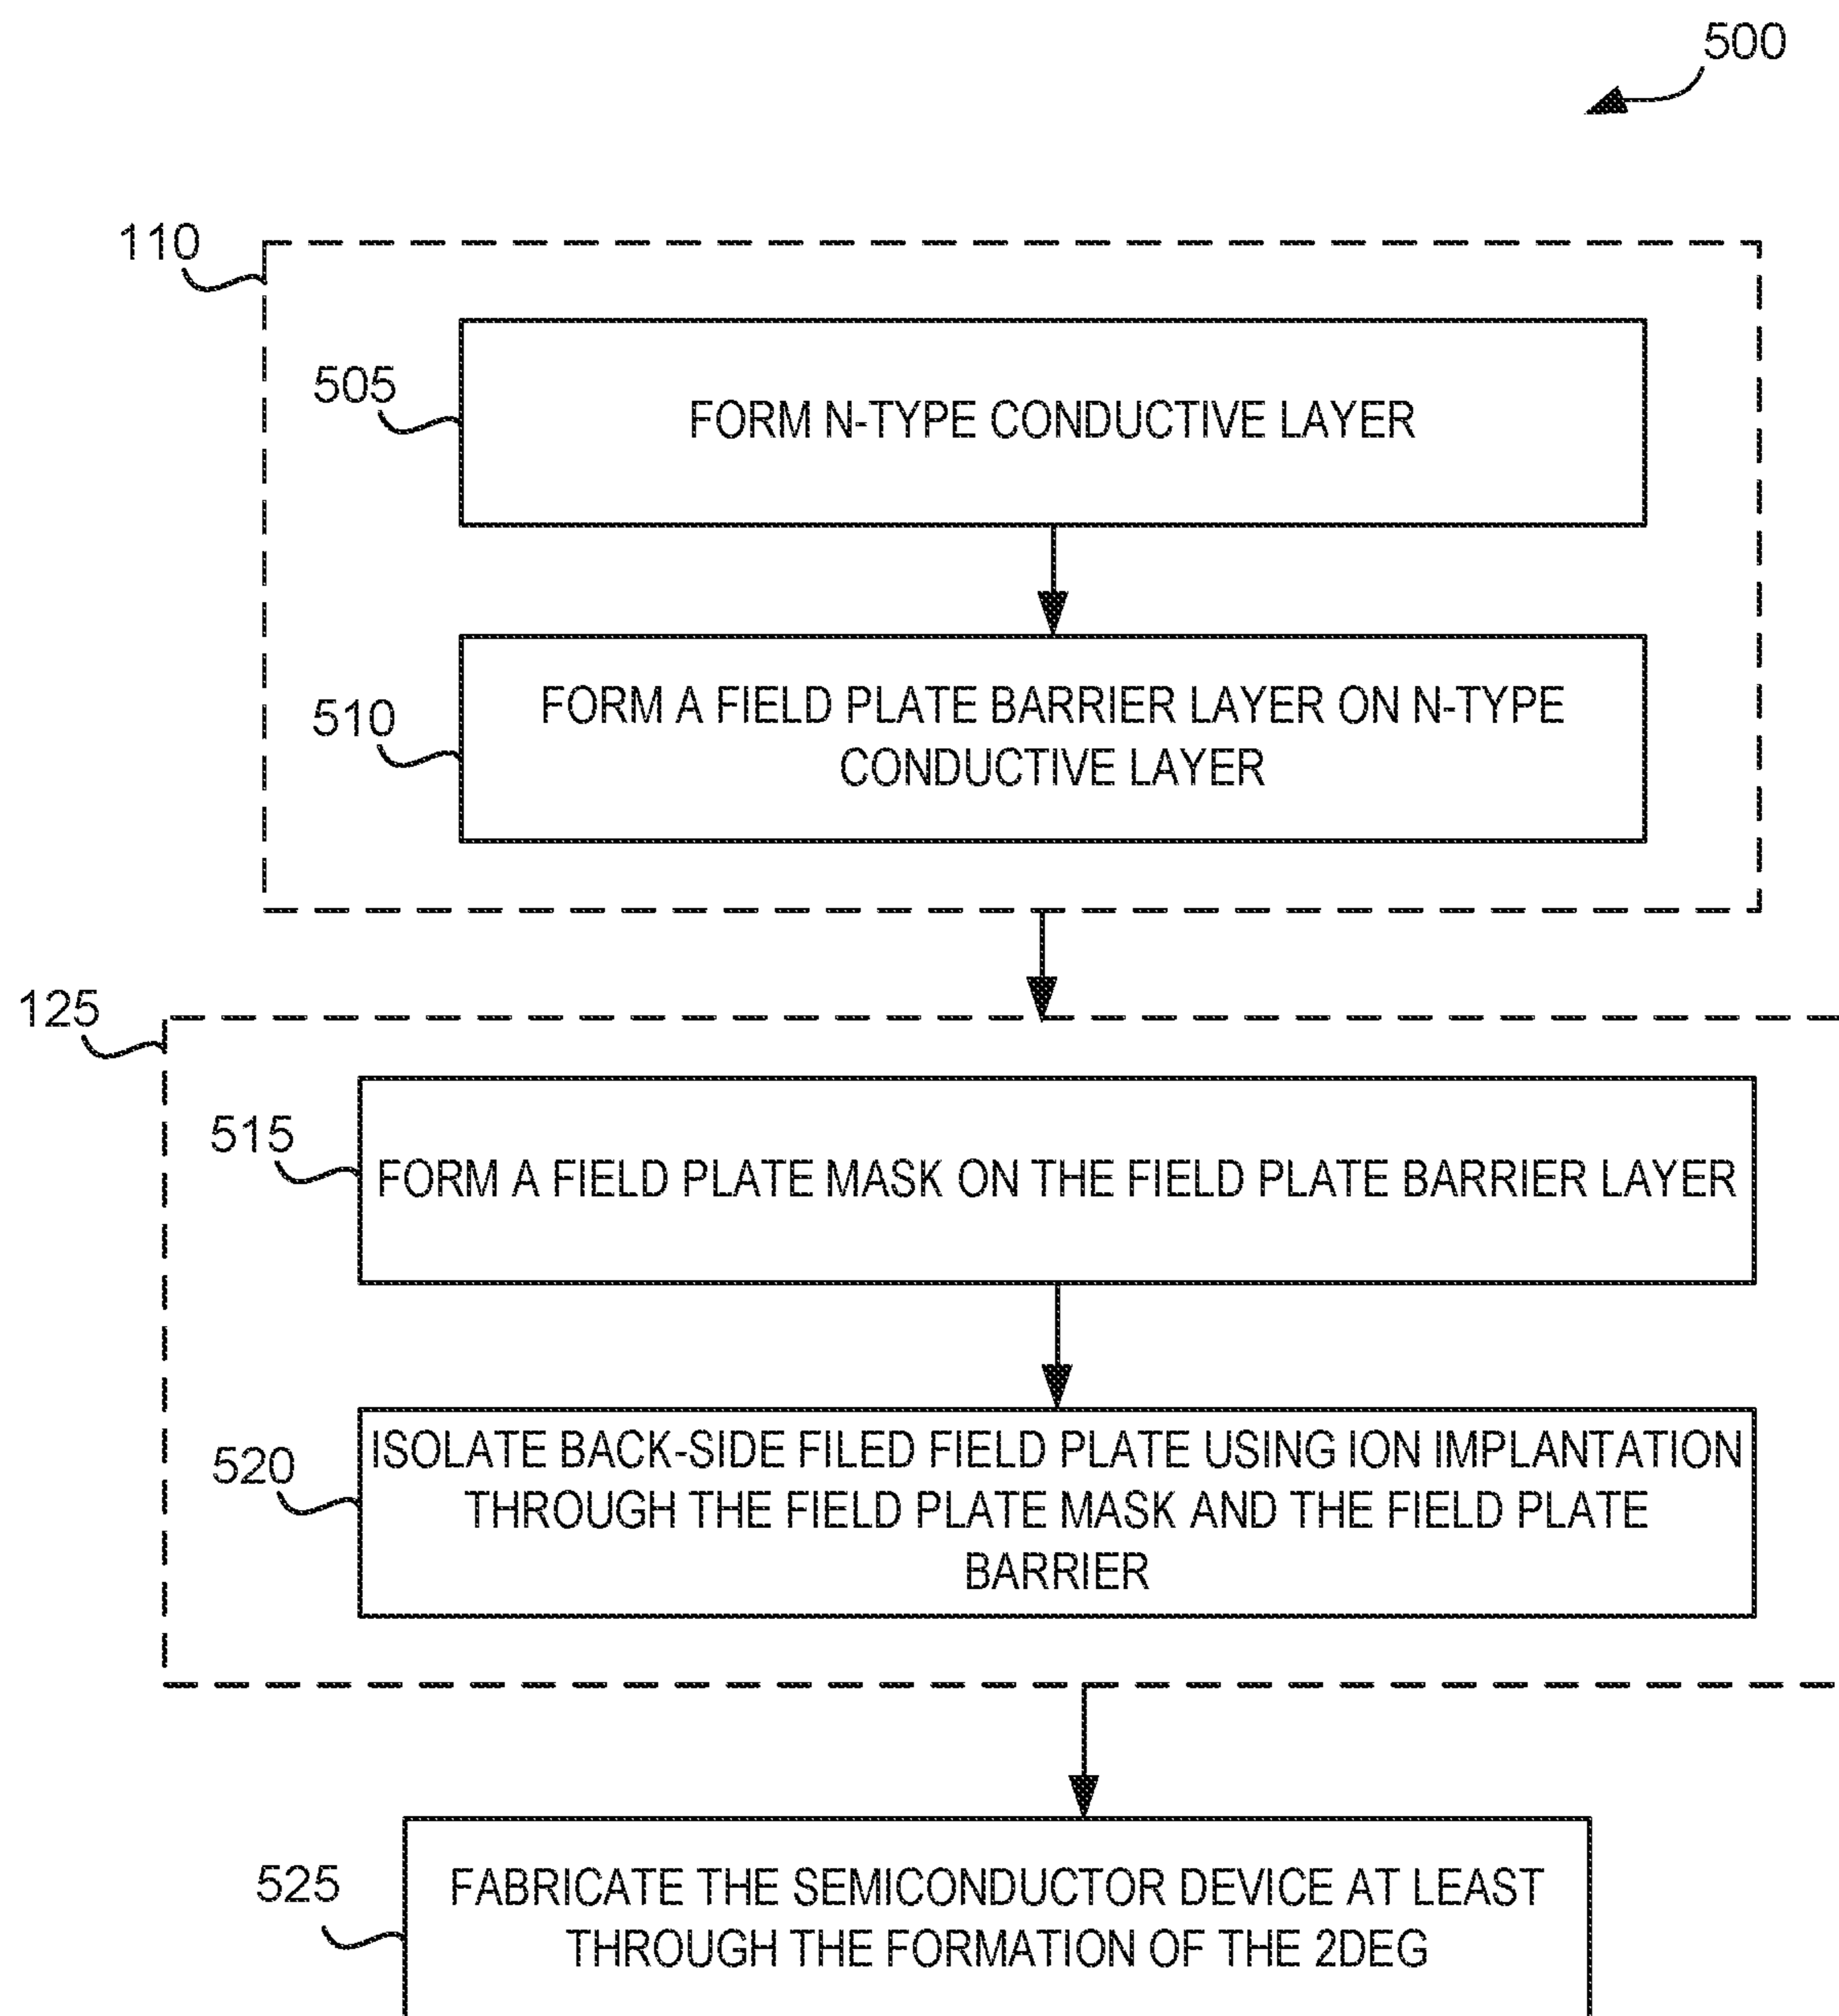 500
110
505
FORM N-TYPE CONDUCTIVE LAYER
510
FORM A FIELD PLATE BARRIER LAYER ON N-TYPE
CONDUCTIVE LAYER
125
515
FORM A FIELD PLATE MASK ON THE FIELD PLATE BARRIER LAYER
520
ISOLATE BACK-SIDE FILED FIELD PLATE USING ION IMPLANTATION
THROUGH THE FIELD PLATE MASK AND THE FIELD PLATE
BARRIER
525
FABRICATE THE SEMICONDUCTOR DEVICE AT LEAST
THROUGH THE FORMATION OF THE 2DEG